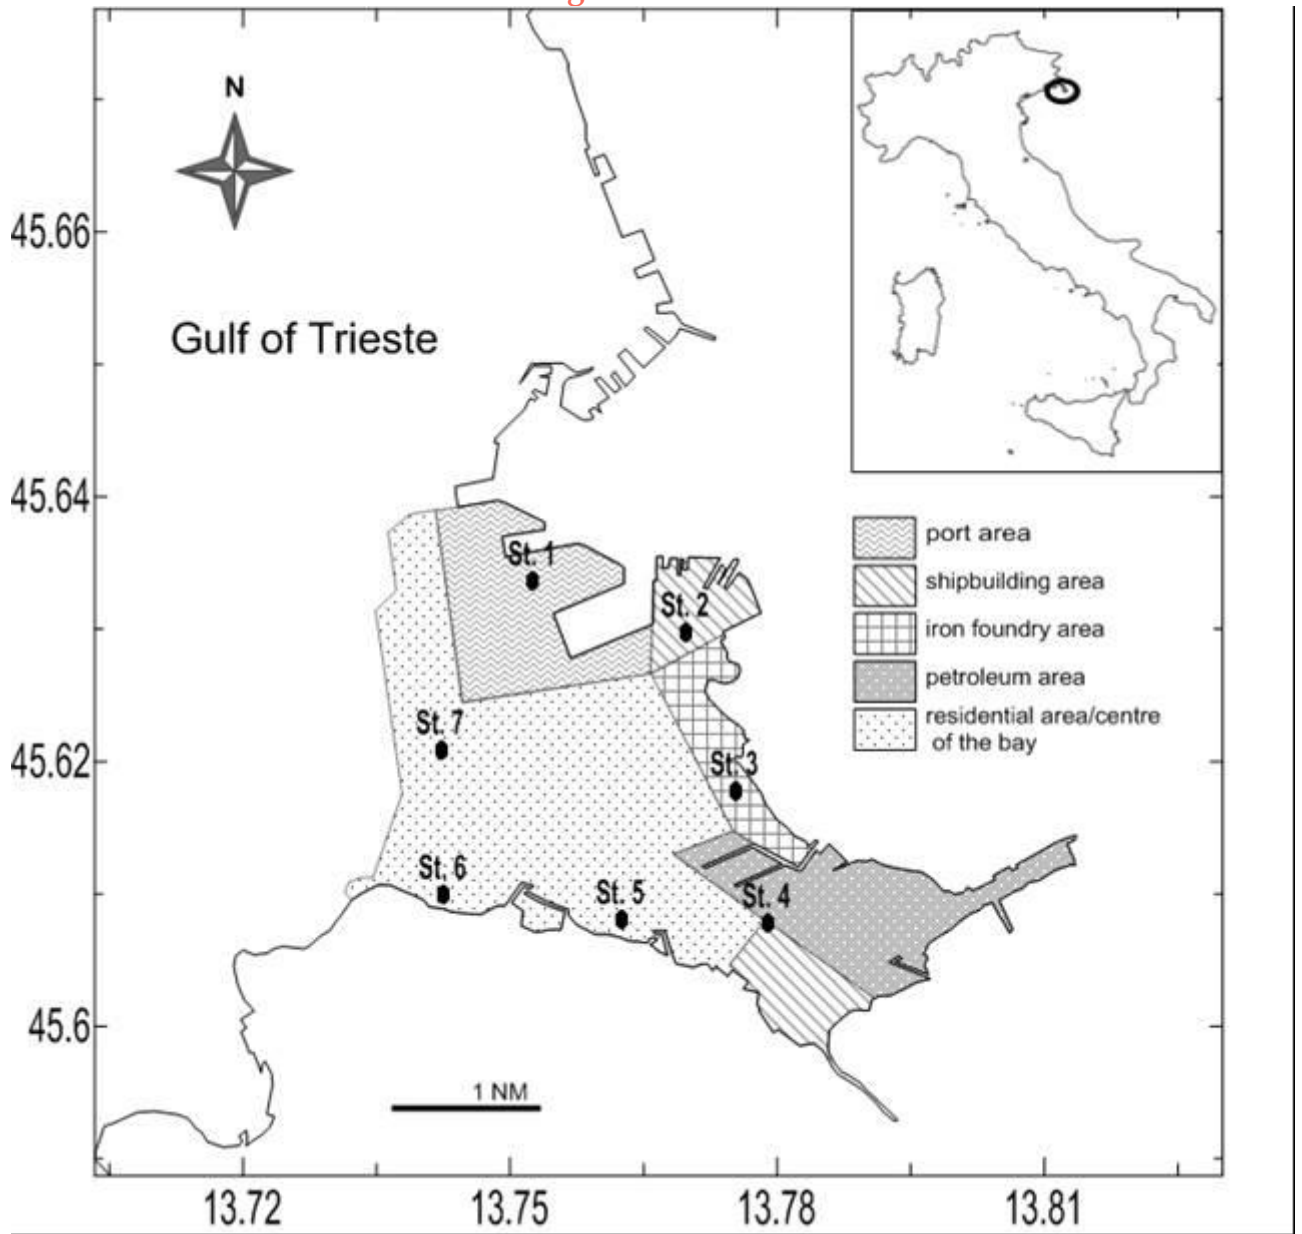 N
45.66
Gulf of Trieste
45.64
port area
St. 1
shipbuilding area
St. 2
iron foundry area
petroleum area
residential area/centre
of the bay
St. 7
45.62
St. 3
St. 6
St. 5
St. 4
45.6
1 NM
13.72
13.75
13.78
13.81